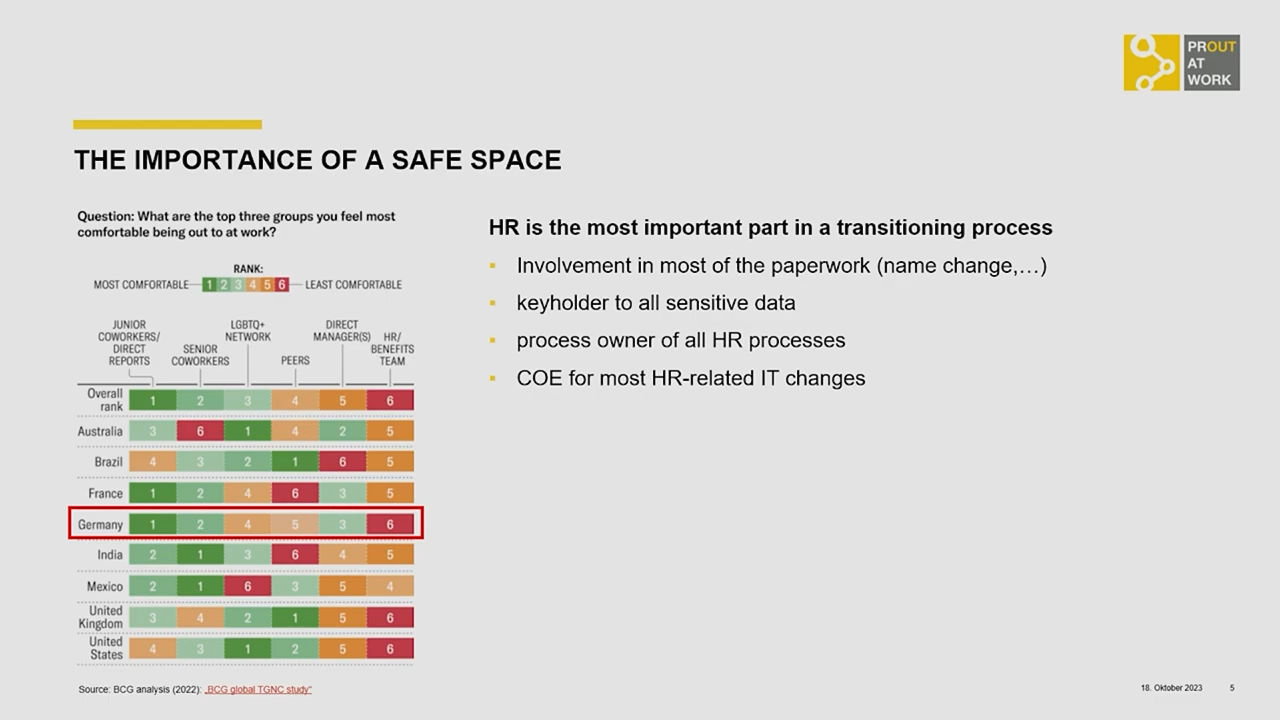 PROUT
AT
WORK
THE IMPORTANCE OF A SAFE SPACE
Question: What are the top three groups you feel most
comfortable being out to at work?
RANK:
MOST COMFORTABLE 1 2 3 4 5 6 LEAST COMFORTABLE
JUNIOR
COWORKERS/
DIRECT
REPORTS
SENIOR
COWORKERS
LGBTQ+
NETWORK
PEERS
DIRECT
MANAGER(S)
HR/
BENEFITS
TEAM
Overall
rank
1 2 3 4 5 6
Australia 3 6 1 4 2 5
Brazil 4 3 2 1 6 5
France 1 2 4 6 3 5
Germany 1 2 4 5 3 6
India 2 1 3 6 4 5
Mexico 2 1 6 3 5 4
United
Kingdom
3 4 2 1 5 6
United
States
4 3 1 2 5 6
Source: BCG analysis (2022): „BCG global TGNC study“
HR is the most important part in a transitioning process
▪ Involvement in most of the paperwork (name change,…)
▪ keyholder to all sensitive data
▪ process owner of all HR processes
▪ COE for most HR-related IT changes
18. Oktober 2023 5